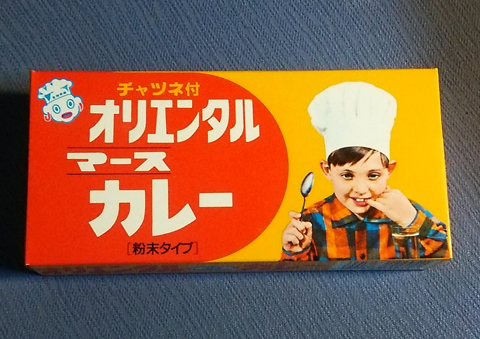 チャツネ付
オリエンタル
マース
カレー
[粉末タイプ]